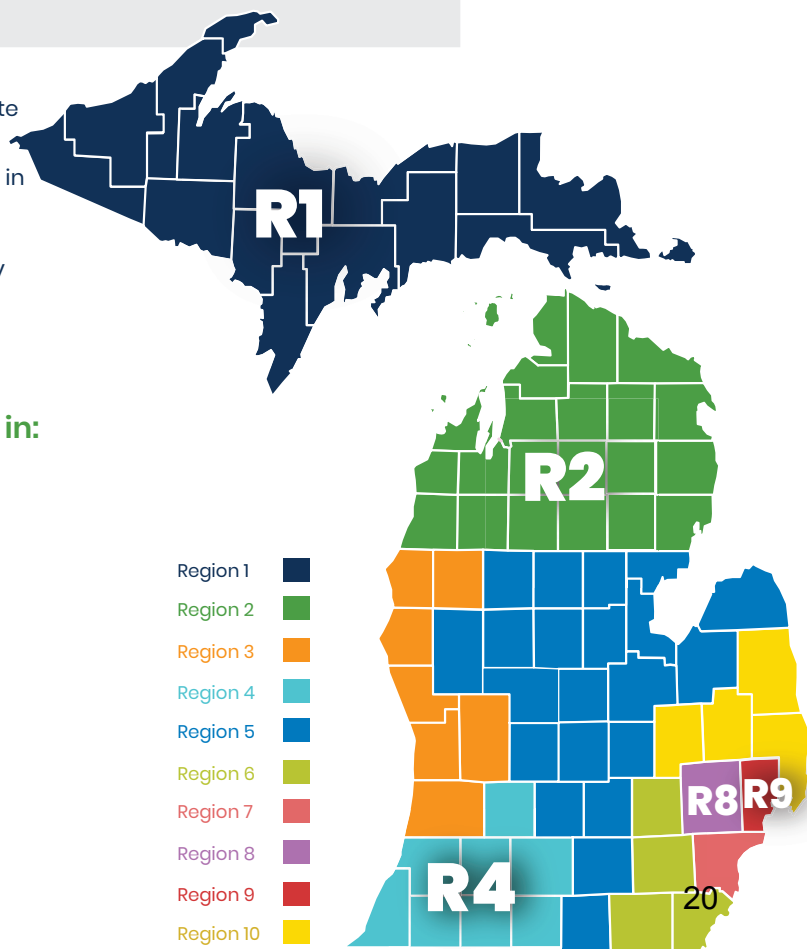 te
in
y
R1
in:
R2
Region 1
Region 2
Region 3
Region 4
Region 5
Region 6
Region 7
Region 8
Region 9
Region 10
R8
R9
R4
20